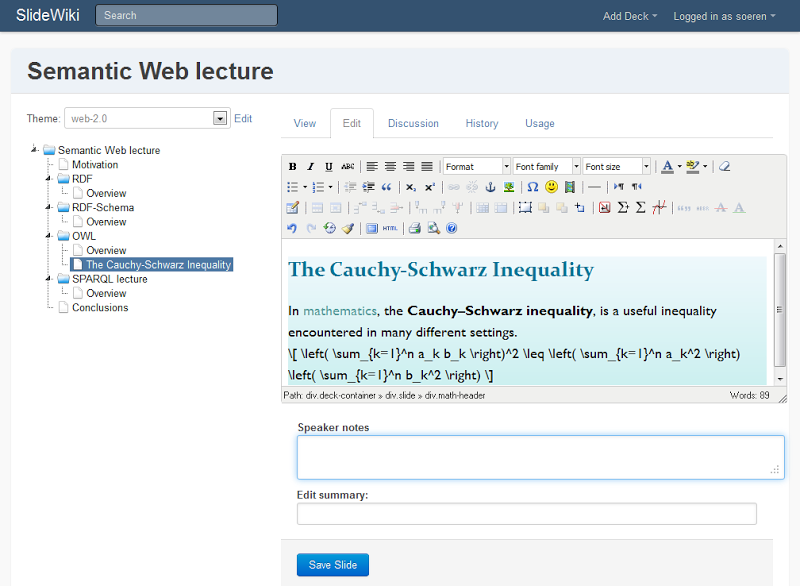 SlideWiki
Search
Add Deck
Logged in as soeren
Semantic Web lecture
Theme:
web-2.0
Edit
Semantic Web lecture
Motivation
RDF
Overview
RDF-Schema
Overview
OWL
Overview
The Cauchy-Schwarz Inequality
SPARQL lecture
Overview
Conclusions
View
Edit
Discussion
History
Usage
B I U ABC
Format
Font family
Font size
A
HTML
The Cauchy-Schwarz Inequality
In mathematics, the Cauchy–Schwarz inequality, is a useful inequality
encountered in many different settings.
\[ \left( \sum_{k=1}^n a_k b_k \right)^2 \leq \left( \sum_{k=1}^n a_k^2 \right)
\left( \sum_{k=1}^n b_k^2 \right) \]
Path: div.deck-container » div.slide » div.math-header
Words: 89
Speaker notes
Edit summary:
Save Slide